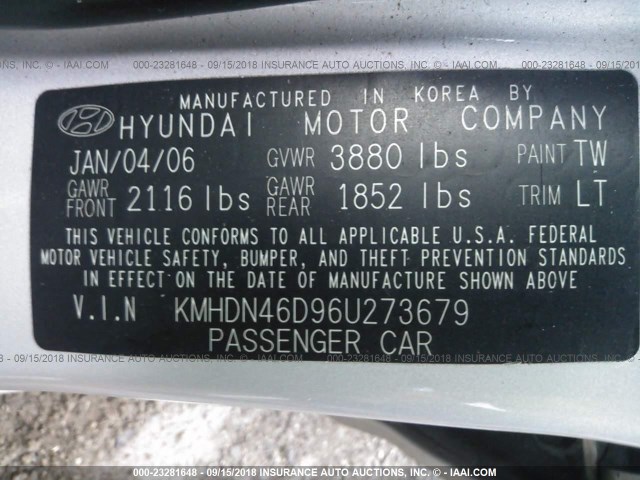 000-23281648 - 09/15/2018 INSURANCE AUTO AUCTIONS CORP. © - IAAI.COM
MANUFACTURED IN KOREA BY
HYUNDAI MOTOR COMPANY
JAN/04/06 GVWR 3880 lbs PAINT TW
GAWR FRONT 2116 lbs GAWR REAR 1852 lbs TRIM LT
THIS VEHICLE CONFORMS TO ALL APPLICABLE U.S.A. FEDERAL
MOTOR VEHICLE SAFETY, BUMPER, AND THEFT PREVENTION STANDARDS
IN EFFECT ON THE DATE OF MANUFACTURE SHOWN ABOVE
V.I.N KMHDN46D96U273679
PASSENGER CAR
000-23281648 - 09/15/2018 INSURANCE AUTO AUCTIONS CORP. © - IAAI.COM